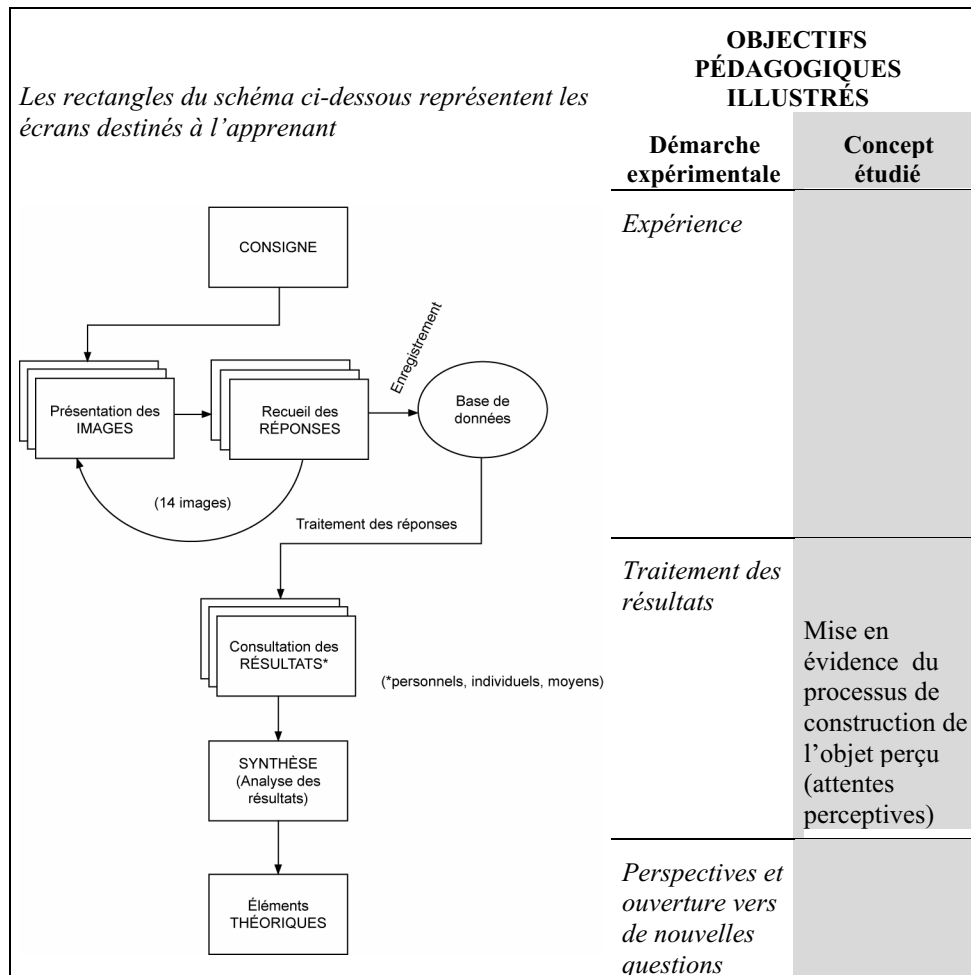 Les rectangles du schéma ci-dessous représentent les
écrans destinés à l'apprenant
OBJECTIFS
PÉDAGOGIQUES
ILLUSTRÉS
Démarche
expérimentale
Concept
étudié
CONSIGNE
Présentation des
IMAGES
Recueil des
RÉPONSES
Enregistrement
Base de
données
(14 images)
Traitement des réponses
Consultation des
RÉSULTATS*
(*personnels, individuels, moyens)
SYNTHÈSE
(Analyse des
résultats)
Éléments
THÉORIQUES
Expérience
Traitement des
résultats
Mise en
évidence du
processus de
construction de
l'objet perçu
(attentes
perceptives)
Perspectives et
ouverture vers
de nouvelles
questions